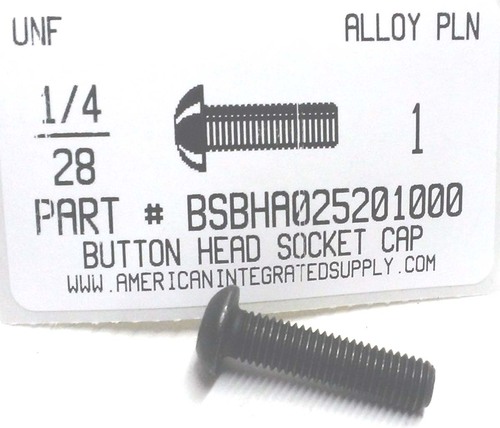 UNF ALLOY PLN
1/4
28
1
PART # BSBHA025201000
BUTTON HEAD SOCKET CAP
WWW.AMERICANINTEGRATEDSUPPLY.COM